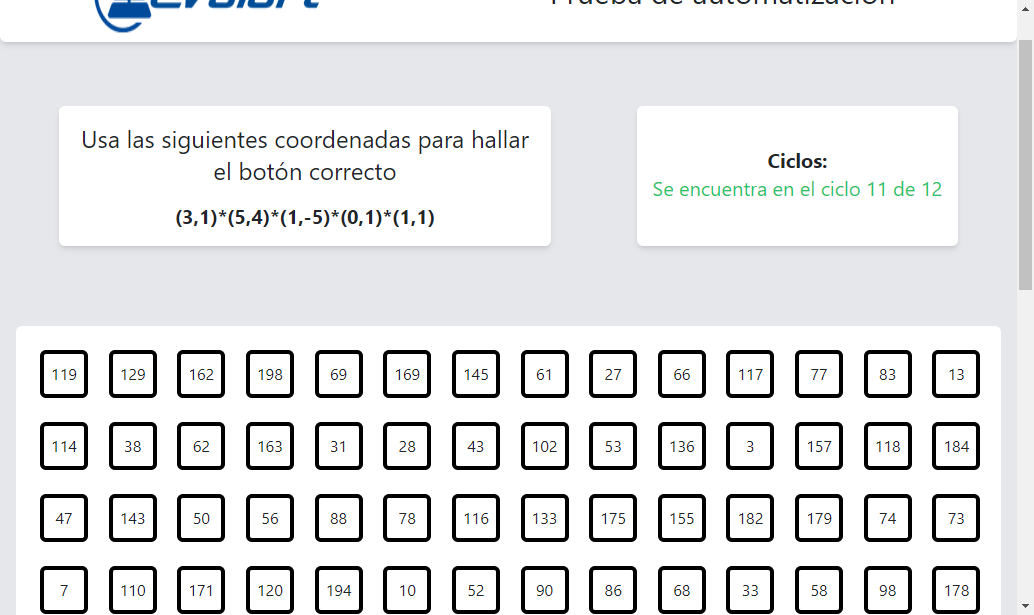 Prueba de automatización
Usa las siguientes coordenadas para hallar
el botón correcto
(3,1)*(5,4)*(1,-5)*(0,1)*(1,1)
Ciclos:
Se encuentra en el ciclo 11 de 12
119 129 162 198 69 169 145 61 27 66 117 77 83 13
114 38 62 163 31 28 43 102 53 136 3 157 118 184
47 143 50 56 88 78 116 133 175 155 182 179 74 73
7 110 171 120 194 10 52 90 86 68 33 58 98 178